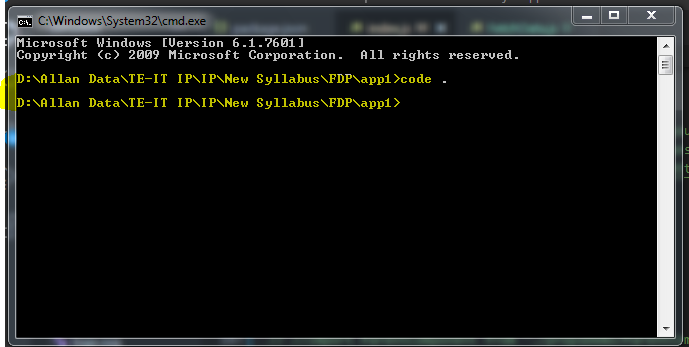 C:\Windows\System32\cmd.exe
Microsoft Windows [Version 6.1.7601]
Copyright (c) 2009 Microsoft Corporation.  All rights reserved.
D:\Allan Data\TE-IT IP\IP\New Syllabus\FDP\app1>code .
D:\Allan Data\TE-IT IP\IP\New Syllabus\FDP\app1>